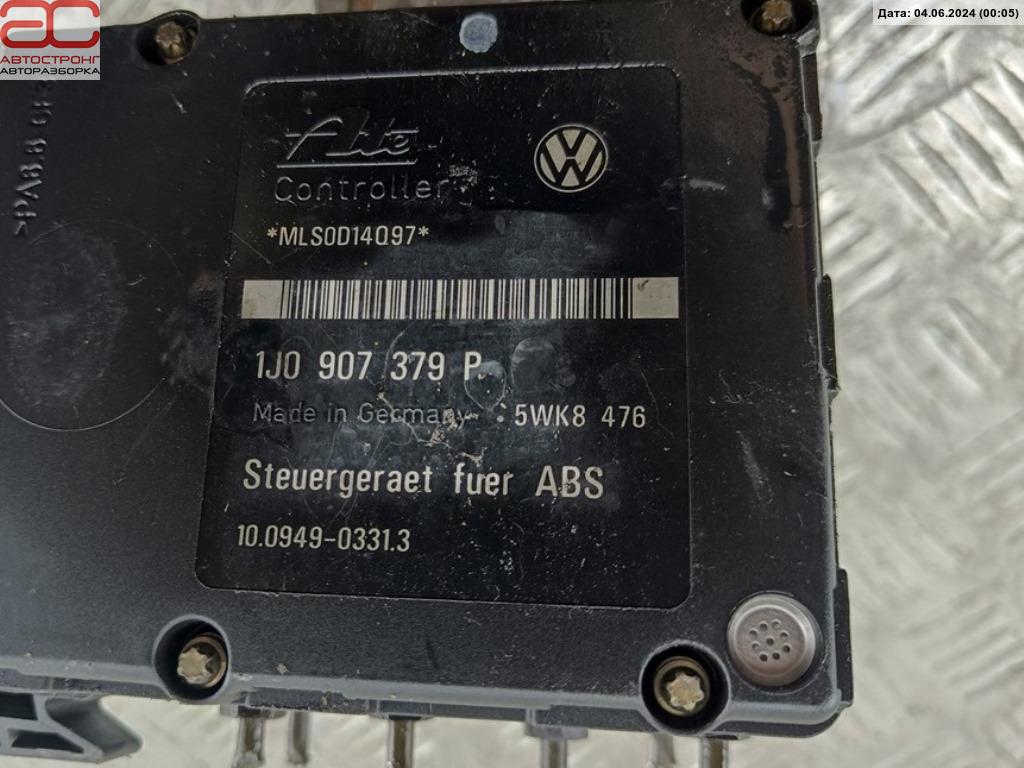 Дата: 04.06.2024 (00:05)
ac
АВТОСТРОНГ
АВТОРАЗБОРКА
Ate
Controller
*MLS0D14Q97*
1J0 907 379 P
Made in Germany 5WK8 476
Steuergeraet fuer ABS
10.0949-0331.3